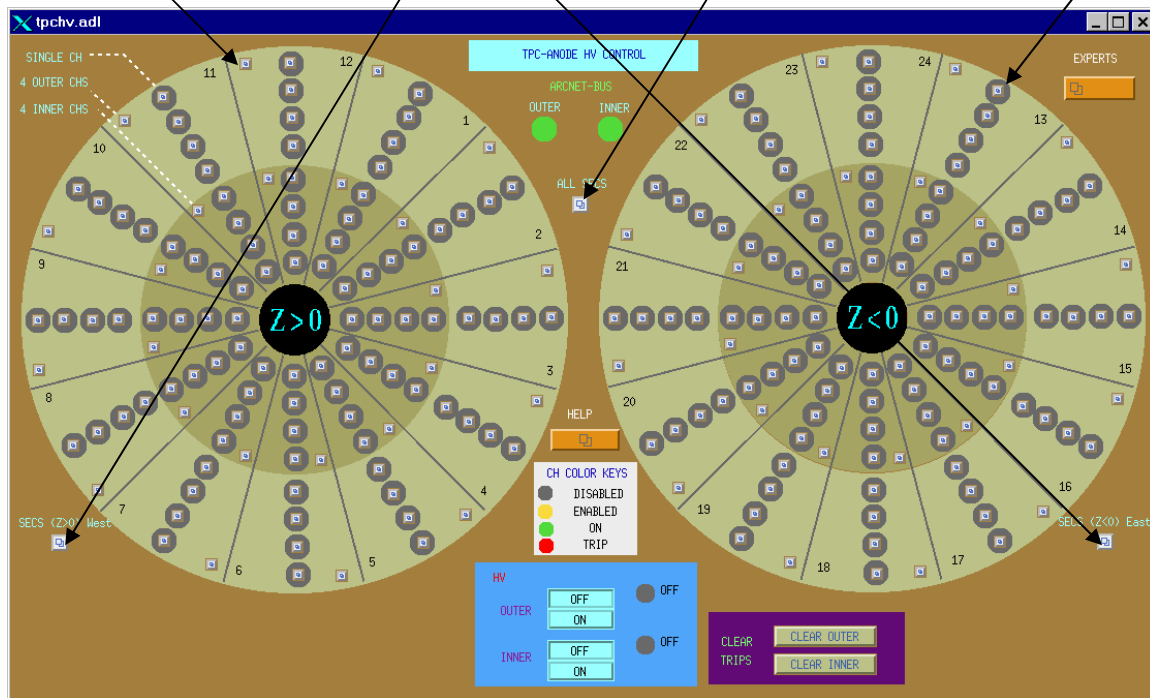 tpchv.adl
SINGLE CH
4 OUTER CHS
4 INNER CHS
TPC-ANODE HV CONTROL
ARCNET-BUS
OUTER INNER
ALL SECS
EXPERTS
11 12
10 1
9 2
8 3
7 4
6 5
Z>0
23 24
22 13
21 14
20 15
19 16
18 17
Z<0
HELP
CH COLOR KEYS
DISABLED
ENABLED
ON
TRIP
SECS (Z>0) West
SECS (Z<0) East
HV
OUTER
OFF
ON
OFF
INNER
OFF
ON
OFF
CLEAR
TRIPS
CLEAR OUTER
CLEAR INNER